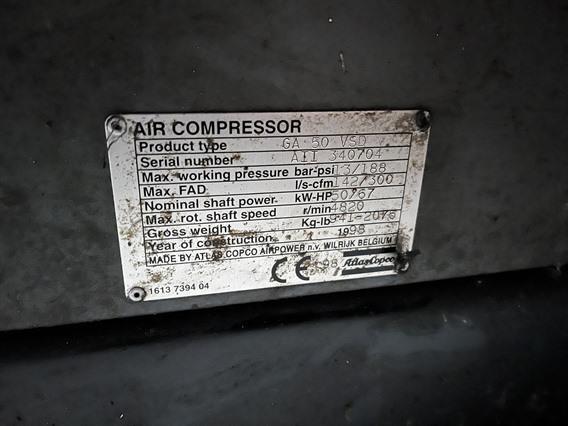 AIR COMPRESSOR
Product type GA 50 VSD
Serial number AII 340704
Max. working pressure bar-psi 13/188
Max. FAD l/s-cfm 142/300
Nominal shaft power kW-HP 50/67
Max. rot. shaft speed r/min 4820
Gross weight Kg-lb 941-2076
Year of construction 1998
MADE BY ATLAS COPCO AIRPOWER n.v. WILRIJK BELGIUM
CE 98 Atlas Copco
1613 7394 04